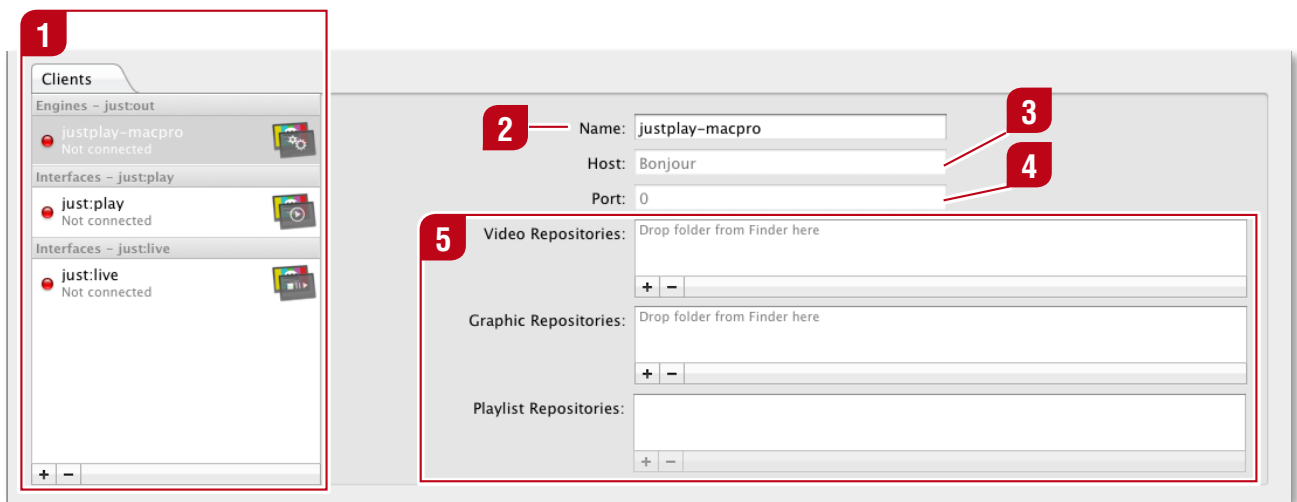 1
Clients
Engines - just:out
justplay-macpro
Not connected
Interfaces - just:play
just:play
Not connected
Interfaces - just:live
just:live
Not connected
+ −
2
Name: justplay-macpro
3
Host: Bonjour
4
Port: 0
5
Video Repositories: Drop folder from Finder here
+ −
Graphic Repositories: Drop folder from Finder here
+ −
Playlist Repositories:
+ −